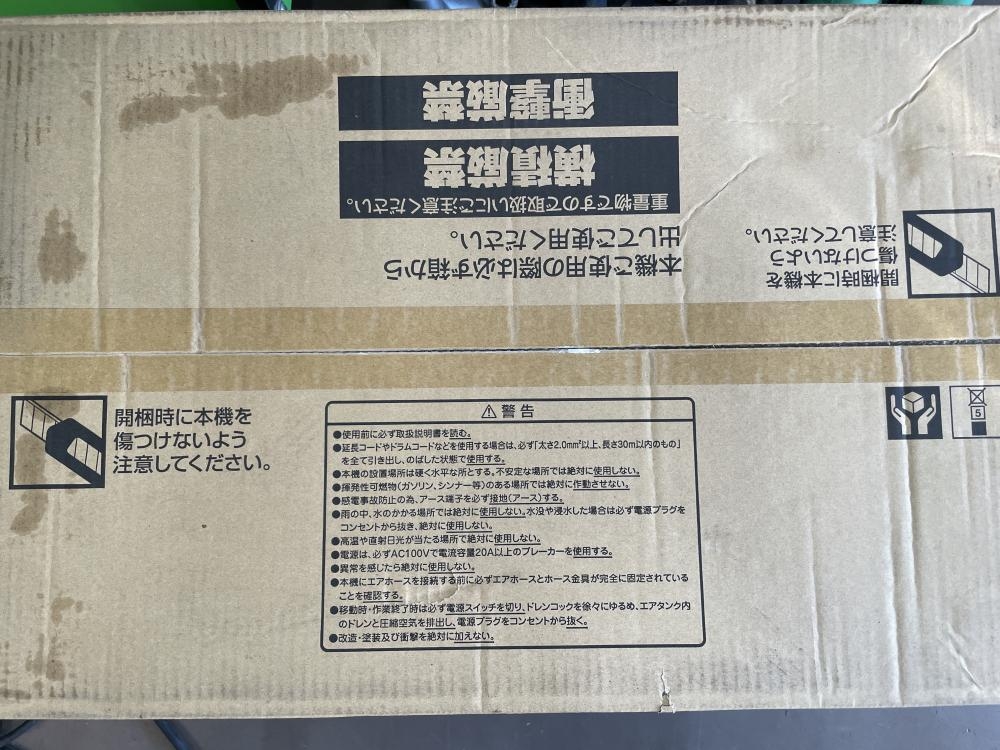 衝撃厳禁
横積厳禁
重量物ですので取扱いにご注意ください。
本機ご使用の際は必ず箱から
出してご使用ください。
開梱時に本機を
傷つけないよう
注意してください。
開梱時に本機を
傷つけないよう
注意してください。
⚠警告
●使用前に必ず取扱説明書を読む。
●延長コードやドラムコードなどを使用する場合は、必ず「太さ2.0mm²以上、長さ30m以内のもの」
を全て引き出し、のばした状態で使用する。
●本機の設置場所は硬く水平な所とする。不安定な場所では絶対に使用しない。
●揮発性可燃物(ガソリン、シンナー等)のある場所では絶対に作動させない。
●感電事故防止の為、アース端子を必ず接地(アース)する。
●雨の中、水のかかる場所では絶対に使用しない。水没や浸水した場合は必ず電源プラグを
コンセントから抜き、絶対に使用しない。
●高温や直射日光が当たる場所で絶対に使用しない。
●電源は、必ずAC100Vで電流容量20A以上のブレーカーを使用する。
●異常を感じたら絶対に使用しない。
●本機にエアホースを接続する前に必ずエアホースとホース金具が完全に固定されている
ことを確認する。
●移動時・作業終了時は必ず電源スイッチを切り、ドレンコックを徐々にゆるめ、エアタンク内
のドレンと圧縮空気を排出し、電源プラグをコンセントから抜く。
●改造・塗装及び衝撃を絶対に加えない。
5